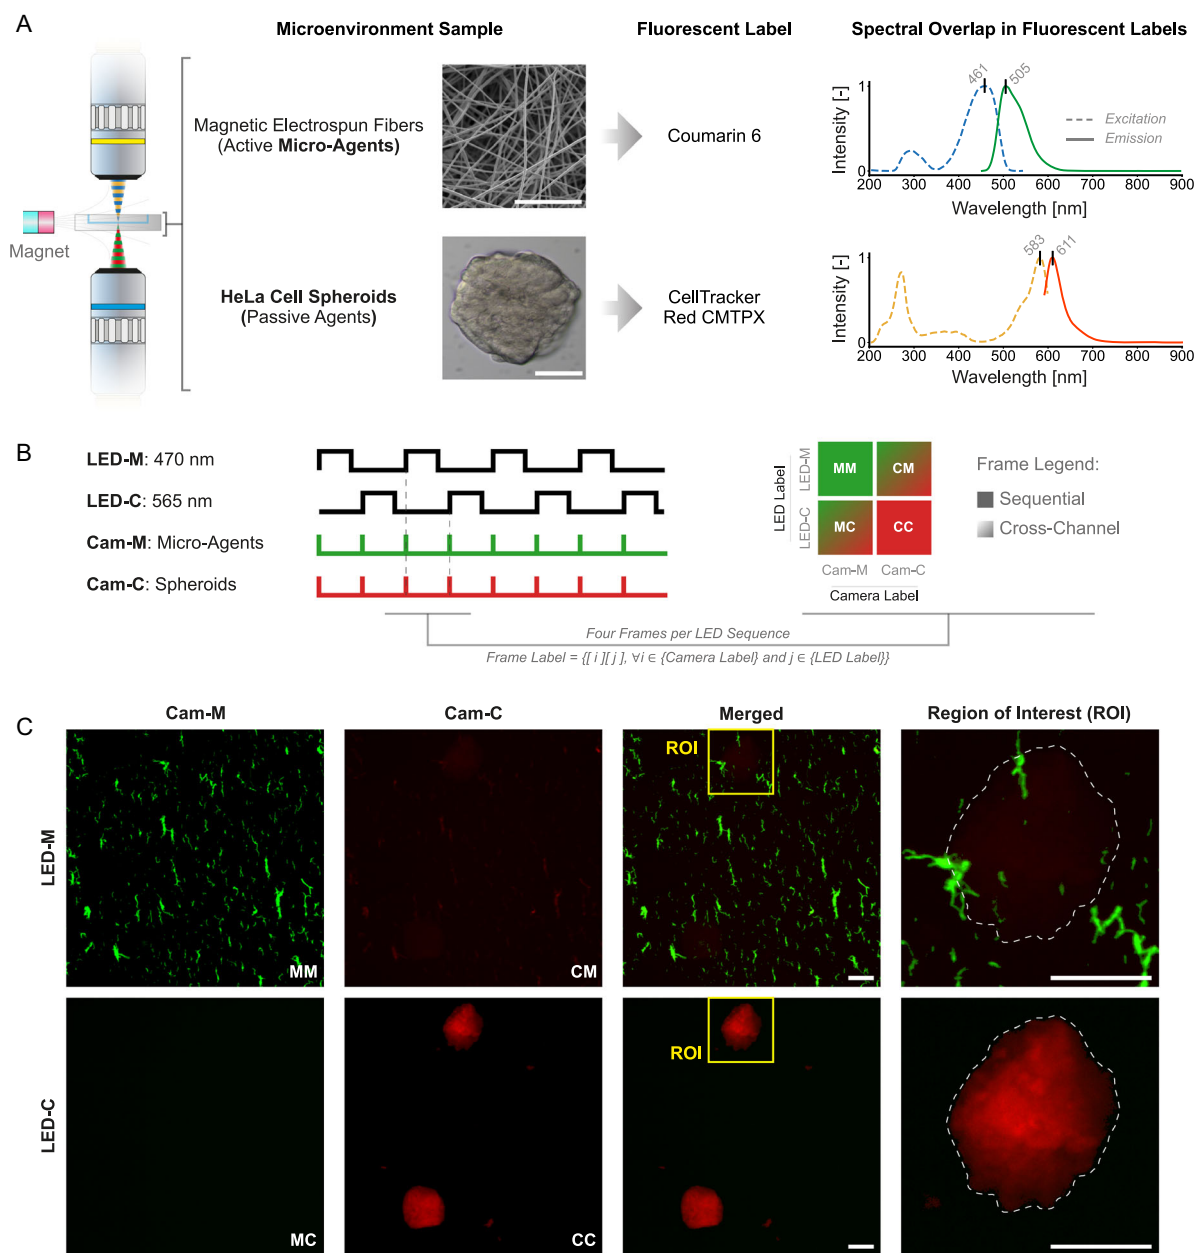 A
Microenvironment Sample
Fluorescent Label
Spectral Overlap in Fluorescent Labels
Magnet
Magnetic Electrospun Fibers
(Active Micro-Agents)
Coumarin 6
Intensity [-]
1
0
461
505
Excitation
Emission
200 300 400 500 600 700 800 900
Wavelength [nm]
HeLa Cell Spheroids
(Passive Agents)
CellTracker
Red CMTPX
Intensity [-]
1
0
583
611
200 300 400 500 600 700 800 900
Wavelength [nm]
B
LED-M: 470 nm
LED-C: 565 nm
Cam-M: Micro-Agents
Cam-C: Spheroids
LED Label
LED-M
LED-C
MM
CM
MC
CC
Cam-M Cam-C
Camera Label
Frame Legend:
Sequential
Cross-Channel
Four Frames per LED Sequence
Frame Label = {[ i ][ j ], ∀i ∈ {Camera Label} and j ∈ {LED Label}}
C
Cam-M
Cam-C
Merged
Region of Interest (ROI)
LED-M
MM
CM
ROI
LED-C
MC
CC
ROI